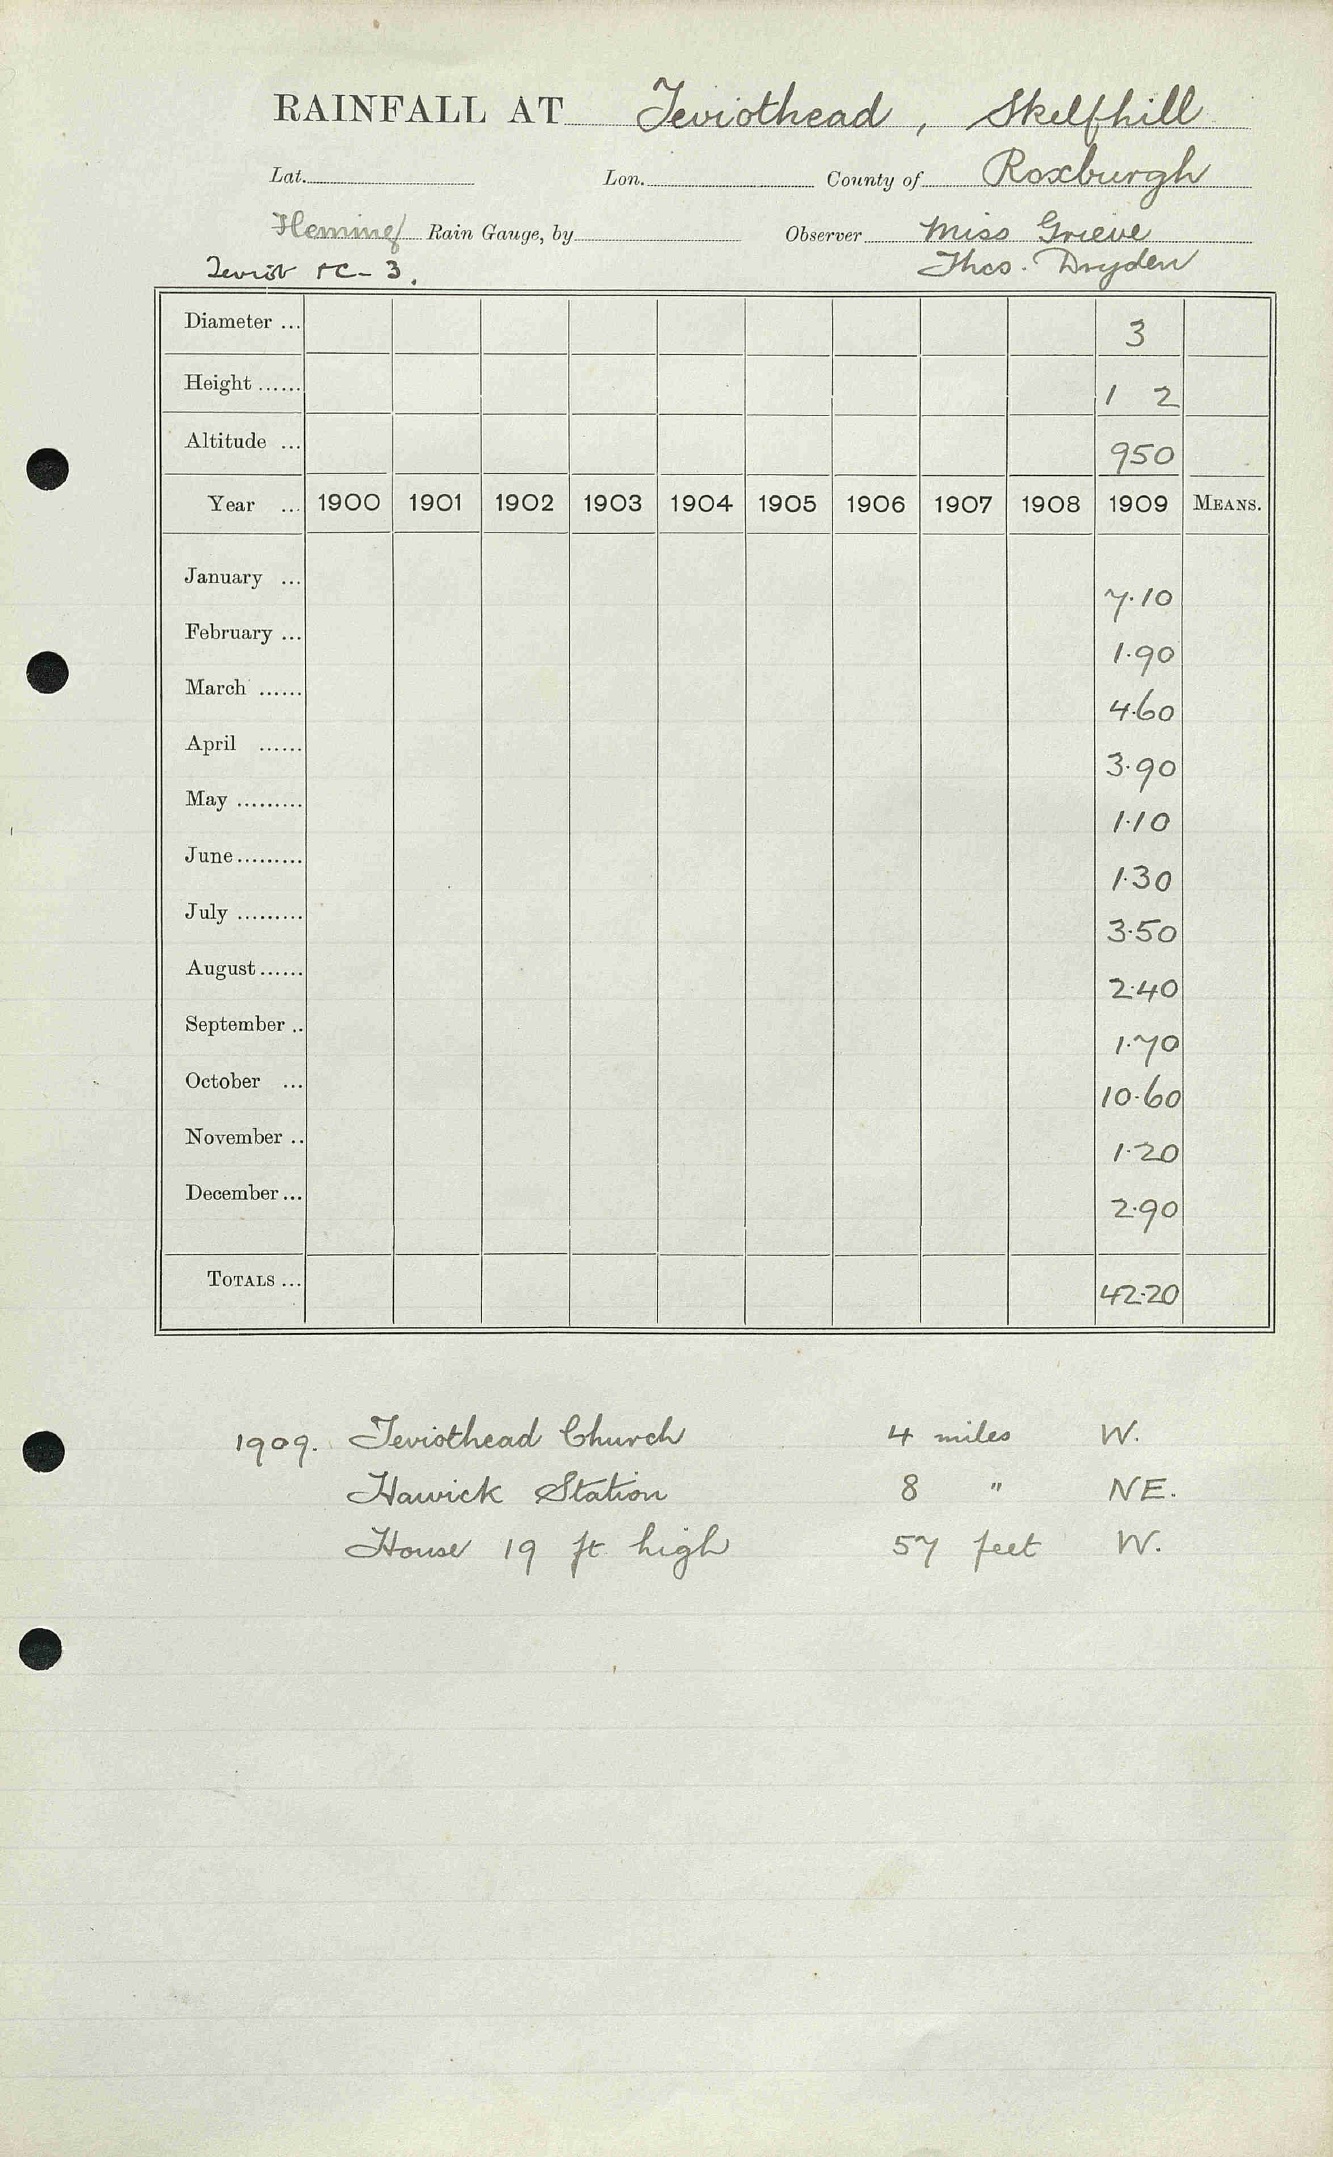 RAINFALL AT Teviothead, Skelfhill
Lat. Lon. County of Roxburgh
Fleming Rain Gauge, by Observer Miss Grieve
Teviot 3. Thos. Dryden
Diameter ... 3
Height ...... 1 2
Altitude ... 950
Year ... 1900 1901 1902 1903 1904 1905 1906 1907 1908 1909 MEANS.
January ... 7.10
February ... 1.90
March ...... 4.60
April ...... 3.90
May ......... 1.10
June......... 1.30
July ......... 3.50
August...... 2.40
September .. 1.70
October ... 10.60
November .. 1.20
December... 2.90
TOTALS ... 42.20
1909. Teviothead Church 4 miles W.
Hawick Station 8 " NE.
House 19 ft high 57 feet W.